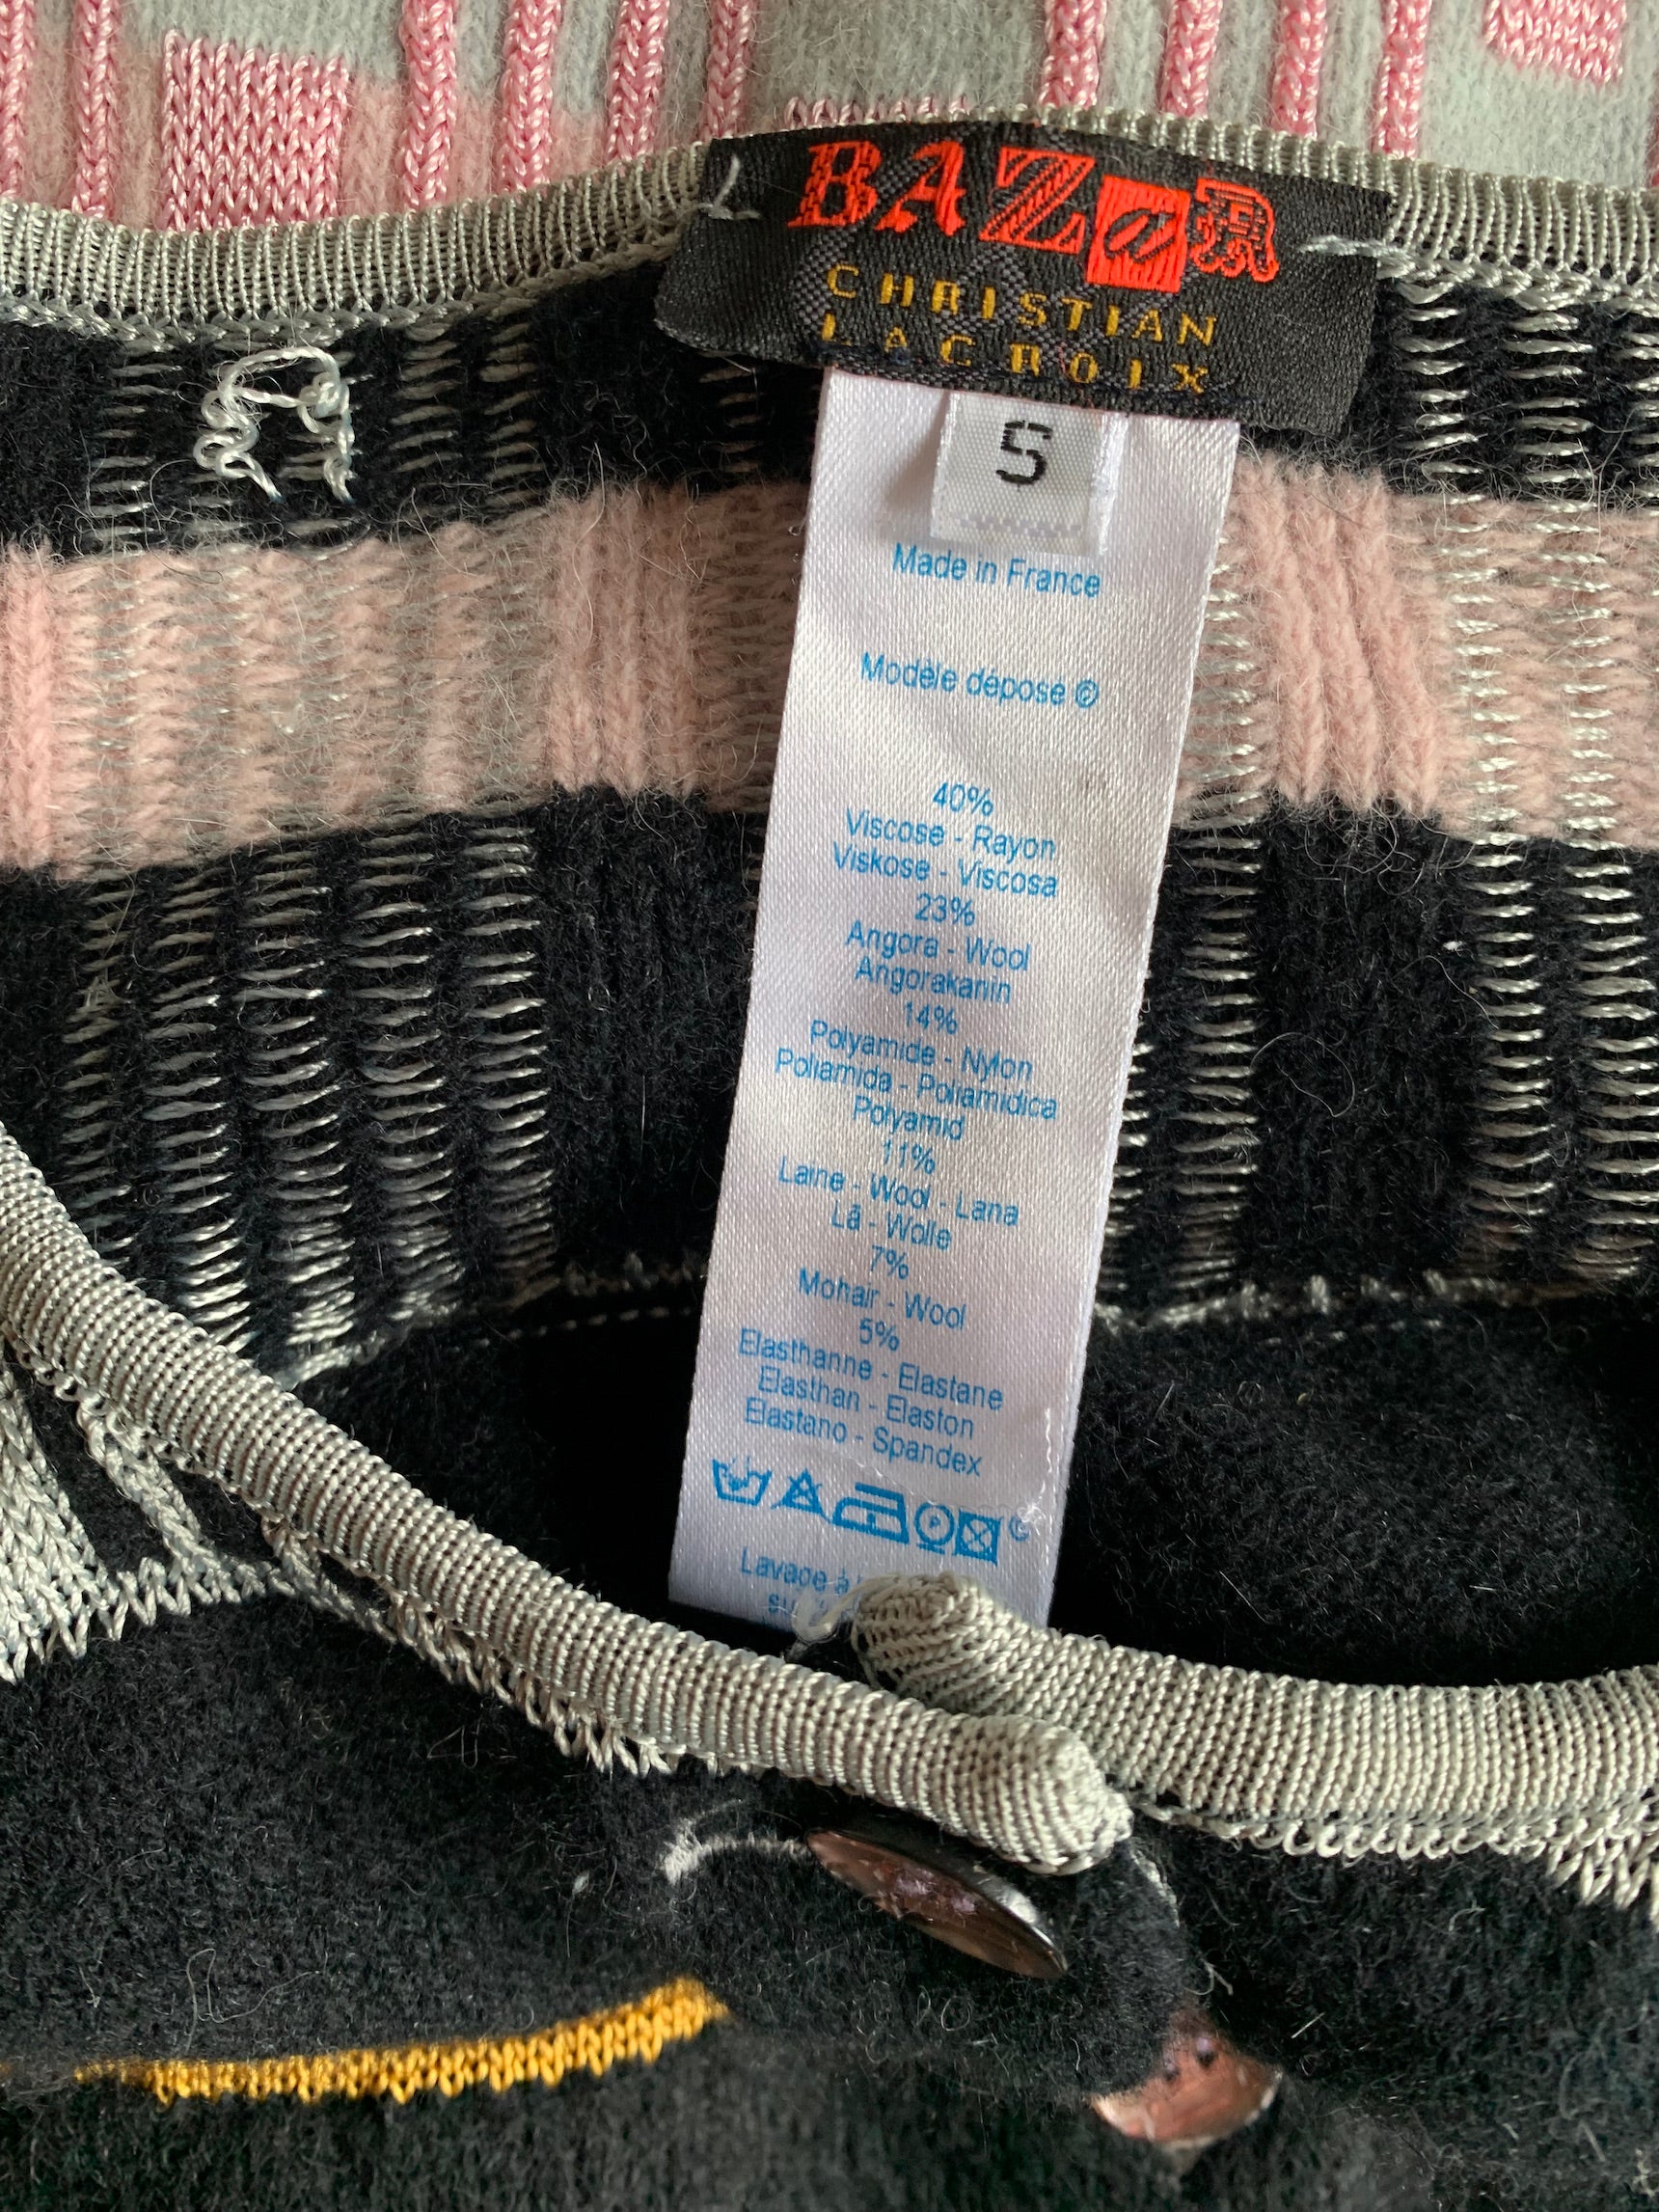 BAZaR
CHRISTIAN
LACROIX
S
Made in France
Modèle déposé ©
40%
Viscose - Rayon
Viskose - Viscosa
23%
Angora - Wool
Angorakanin
14%
Polyamide - Nylon
Poliamida - Poliamidica
Polyamid
11%
Laine - Wool - Lana
Lã - Wolle
7%
Mohair - Wool
5%
Elasthanne - Elastane
Elasthan - Elaston
Elastano - Spandex
Lavage à